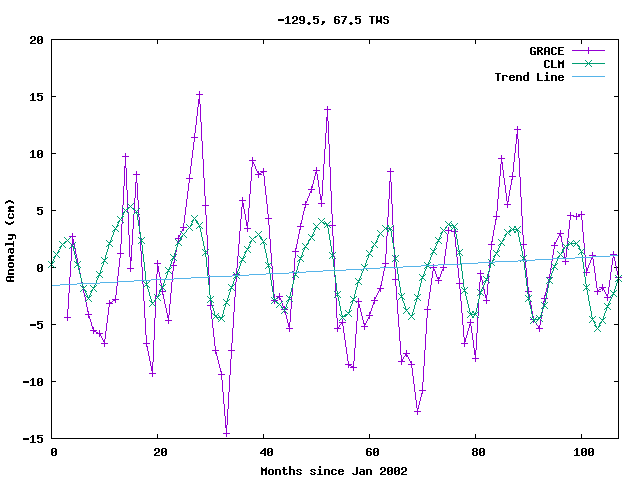 -129.5, 67.5 TWS
GRACE
CLM
Trend Line
20
15
10
5
0
-5
-10
-15
Anomaly (cm)
0 20 40 60 80 100
Months since Jan 2002